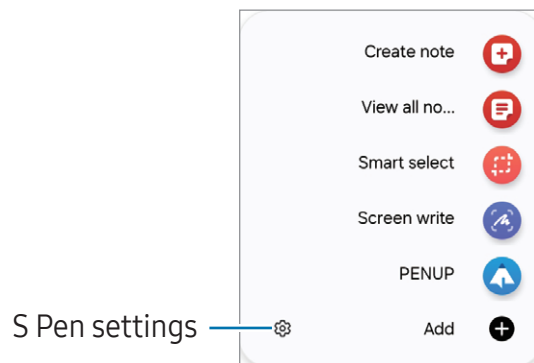 Create note
View all no...
Smart select
Screen write
PENUP
S Pen settings
Add